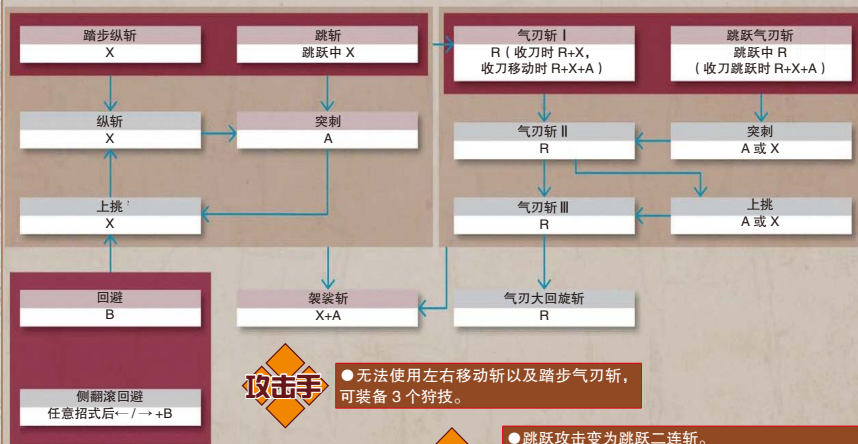 踏步纵斩
X
跳斩
跳跃中 X
气刃斩 Ⅰ
R（收刀时 R+X,
收刀移动时 R+X+A）
跳跃气刃斩
跳跃中 R
（收刀跳跃时 R+X+A）
纵斩
X
突刺
A
气刃斩 Ⅱ
R
突刺
A 或 X
上挑
X
气刃斩 Ⅲ
R
上挑
A 或 X
回避
B
袈裟斩
X+A
气刃大回旋斩
R
侧翻滚回避
任意招式后←/→+B
攻击手
●无法使用左右移动斩以及踏步气刃斩，
可装备 3 个狩技。
●跳跃攻击变为跳跃二连斩。